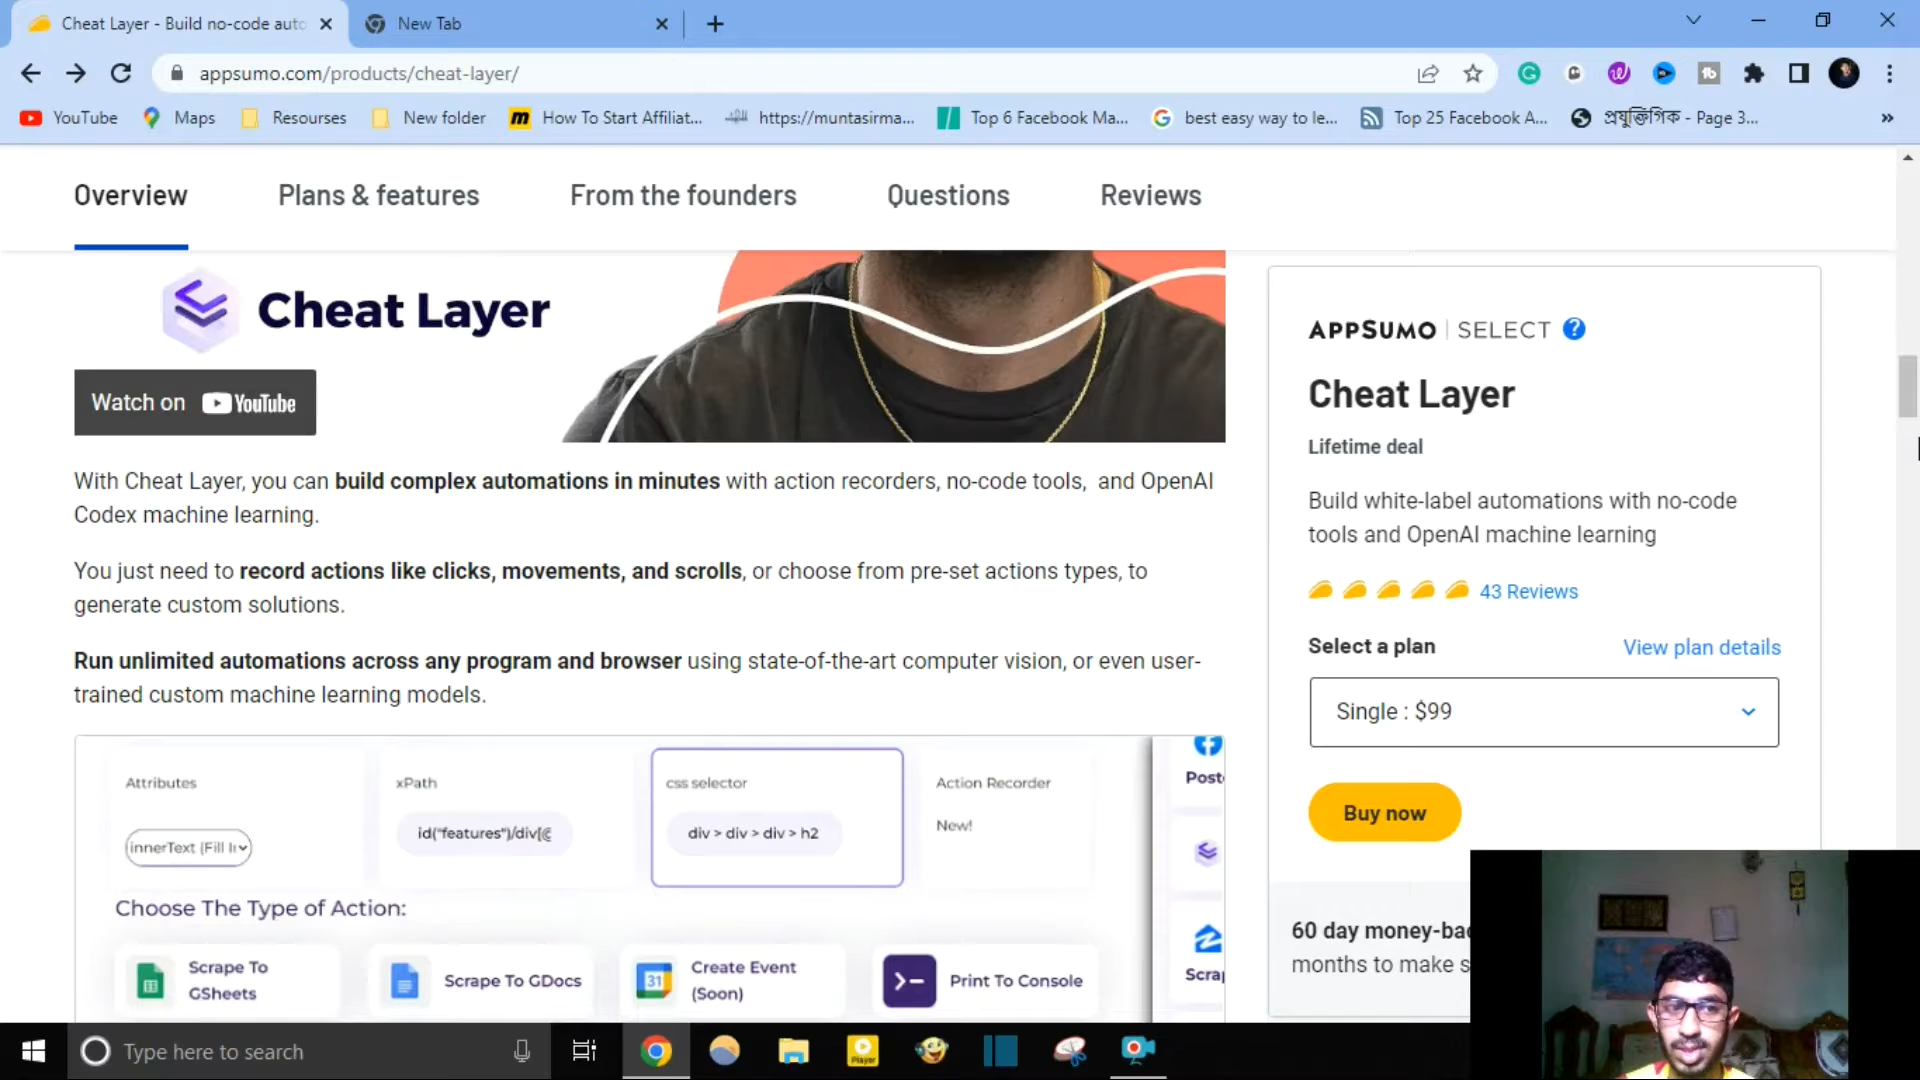 Cheat Layer - Build no-code auto
New Tab
appsumo.com/products/cheat-layer/
YouTube
Maps
Resourses
New folder
How To Start Affiliat...
https://muntasirma...
Top 6 Facebook Ma...
best easy way to le...
Top 25 Facebook A...
প্রযুক্তিগিক - Page 3...
Overview
Plans & features
From the founders
Questions
Reviews
Cheat Layer
Watch on YouTube
With Cheat Layer, you can build complex automations in minutes with action recorders, no-code tools, and OpenAI
Codex machine learning.
You just need to record actions like clicks, movements, and scrolls, or choose from pre-set actions types, to
generate custom solutions.
Run unlimited automations across any program and browser using state-of-the-art computer vision, or even user-
trained custom machine learning models.
Attributes
innerText (Fill I
xPath
id("features")/div[@
css selector
div > div > div > h2
Action Recorder
New!
Choose The Type of Action:
Scrape To
GSheets
Scrape To GDocs
31
Create Event
(Soon)
Print To Console
Post
Scrap
APPSUMO | SELECT ?
Cheat Layer
Lifetime deal
Build white-label automations with no-code
tools and OpenAI machine learning
43 Reviews
Select a plan
View plan details
Single : $99
Buy now
60 day money-bac
months to make s
Type here to search
Player